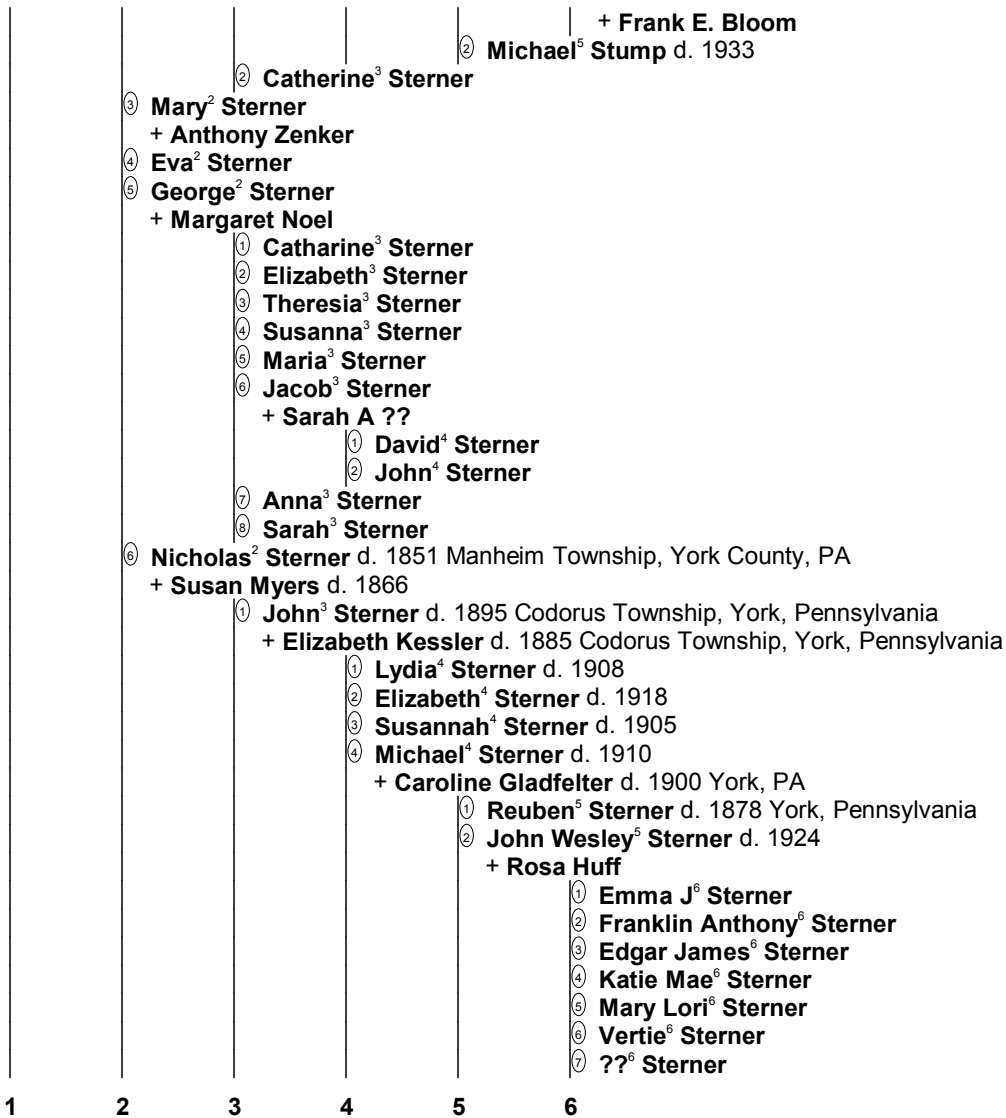 + Frank E. Bloom
② Michael⁵ Stump d. 1933
② Catherine³ Sterner
③ Mary² Sterner
+ Anthony Zenker
④ Eva² Sterner
⑤ George² Sterner
+ Margaret Noel
① Catharine³ Sterner
② Elizabeth³ Sterner
③ Theresia³ Sterner
④ Susanna³ Sterner
⑤ Maria³ Sterner
⑥ Jacob³ Sterner
+ Sarah A ??
① David⁴ Sterner
② John⁴ Sterner
⑦ Anna³ Sterner
⑧ Sarah³ Sterner
⑥ Nicholas² Sterner d. 1851 Manheim Township, York County, PA
+ Susan Myers d. 1866
① John³ Sterner d. 1895 Codorus Township, York, Pennsylvania
+ Elizabeth Kessler d. 1885 Codorus Township, York, Pennsylvania
① Lydia⁴ Sterner d. 1908
② Elizabeth⁴ Sterner d. 1918
③ Susannah⁴ Sterner d. 1905
④ Michael⁴ Sterner d. 1910
+ Caroline Gladfelter d. 1900 York, PA
① Reuben⁵ Sterner d. 1878 York, Pennsylvania
② John Wesley⁵ Sterner d. 1924
+ Rosa Huff
① Emma J⁶ Sterner
② Franklin Anthony⁶ Sterner
③ Edgar James⁶ Sterner
④ Katie Mae⁶ Sterner
⑤ Mary Lori⁶ Sterner
⑥ Vertie⁶ Sterner
⑦ ??⁶ Sterner
1 2 3 4 5 6